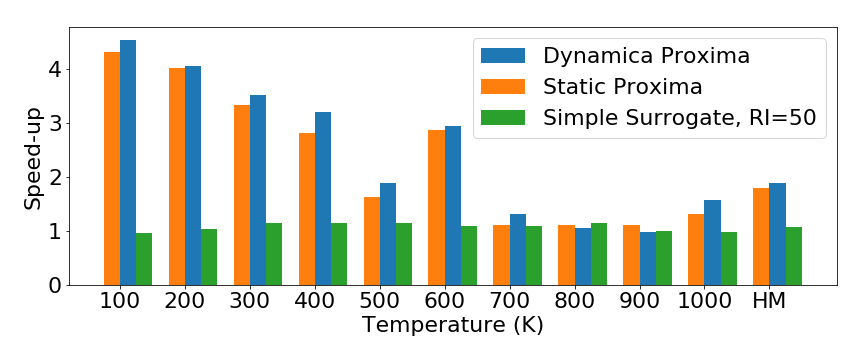 Dynamica Proxima
Static Proxima
Simple Surrogate, RI=50
Speed-up
4
3
2
1
0
100 200 300 400 500 600 700 800 900 1000 HM
Temperature (K)